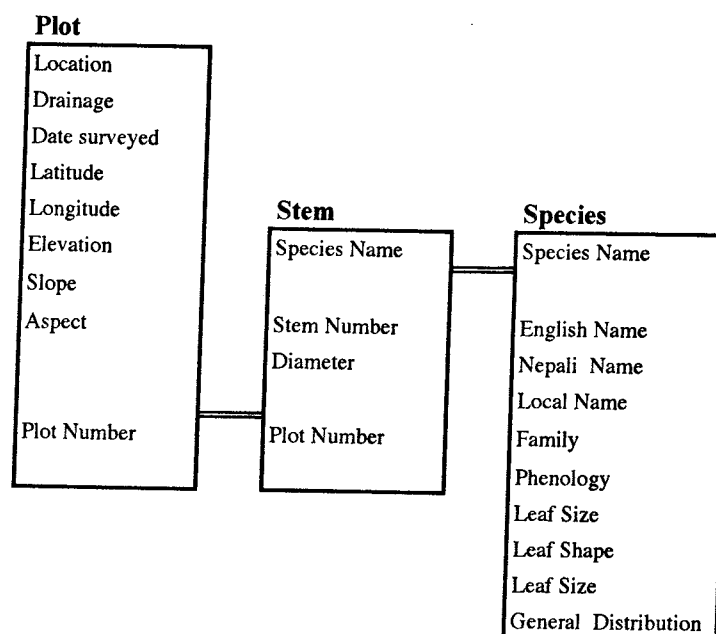 Plot
Location
Drainage
Date surveyed
Latitude
Longitude
Elevation
Slope
Aspect
Plot Number
Stem
Species Name
Stem Number
Diameter
Plot Number
Species
Species Name
English Name
Nepali Name
Local Name
Family
Phenology
Leaf Size
Leaf Shape
Leaf Size
General Distribution